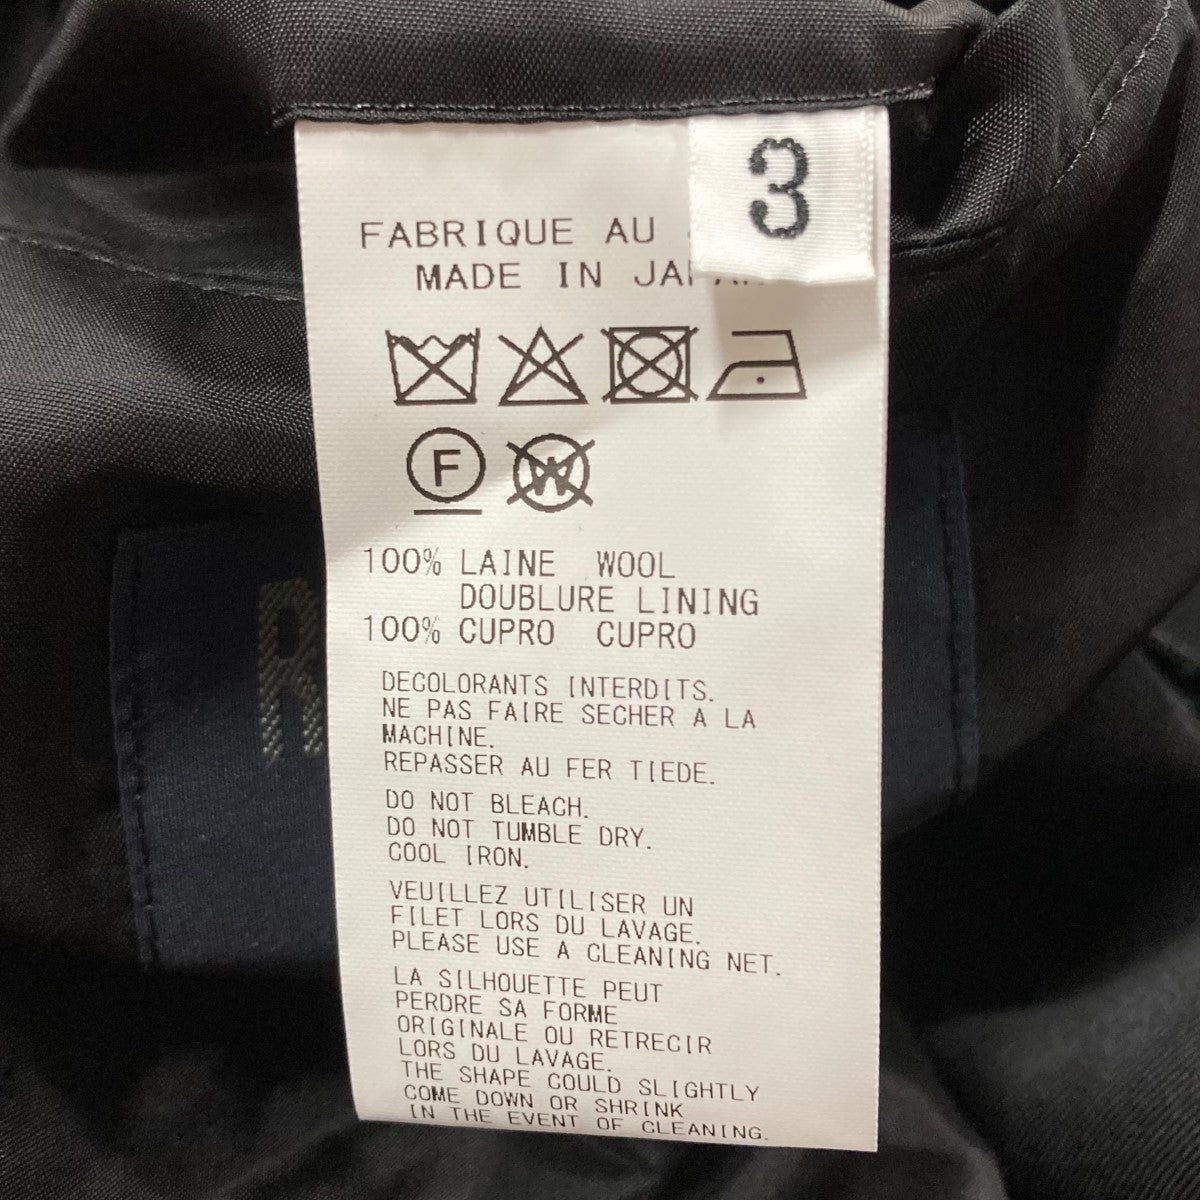 3
FABRIQUE AU
MADE IN
F
W
100% LAINE WOOL
DOUBLURE LINING
100% CUPRO CUPRO
DECOLORANTS INTERDITS.
NE PAS FAIRE SECHER A LA
MACHINE.
REPASSER AU FER TIEDE.
DO NOT BLEACH.
DO NOT TUMBLE DRY.
COOL IRON.
VEUILLEZ UTILISER UN
FILET LORS DU LAVAGE.
PLEASE USE A CLEANING NET.
LA SILHOUETTE PEUT
PERDRE SA FORME
ORIGINALE OU RETRECIR
LORS DU LAVAGE.
THE SHAPE COULD SLIGHTLY
COME DOWN OR SHRINK
IN THE EVENT OF CLEANING.
R